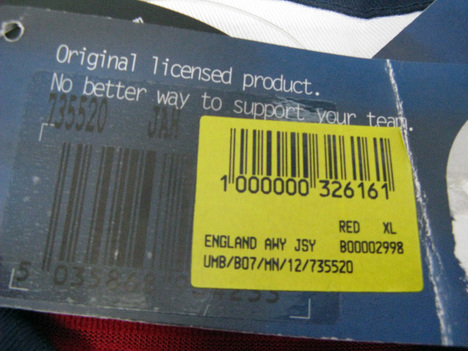 Original licensed product.
No better way to support your team.
735520 JAM
1 000000 326161
RED XL
ENGLAND AWY JSY B00002998
UMB/B07/MN/12/735520